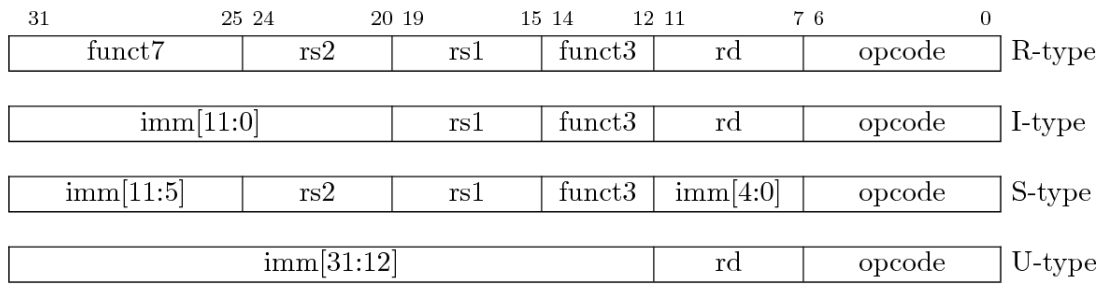 31 25 24 20 19 15 14 12 11 7 6 0
funct7 rs2 rs1 funct3 rd opcode R-type
imm[11:0] rs1 funct3 rd opcode I-type
imm[11:5] rs2 rs1 funct3 imm[4:0] opcode S-type
imm[31:12] rd opcode U-type